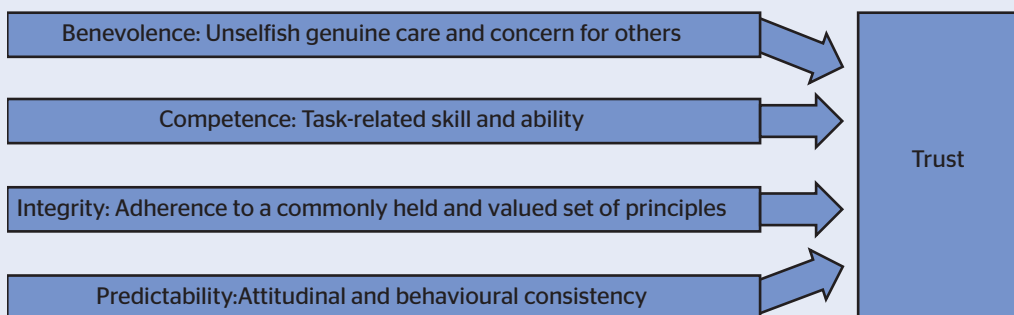 Benevolence: Unselfish genuine care and concern for others
Competence: Task-related skill and ability
Trust
Integrity: Adherence to a commonly held and valued set of principles
Predictability:Attitudinal and behavioural consistency